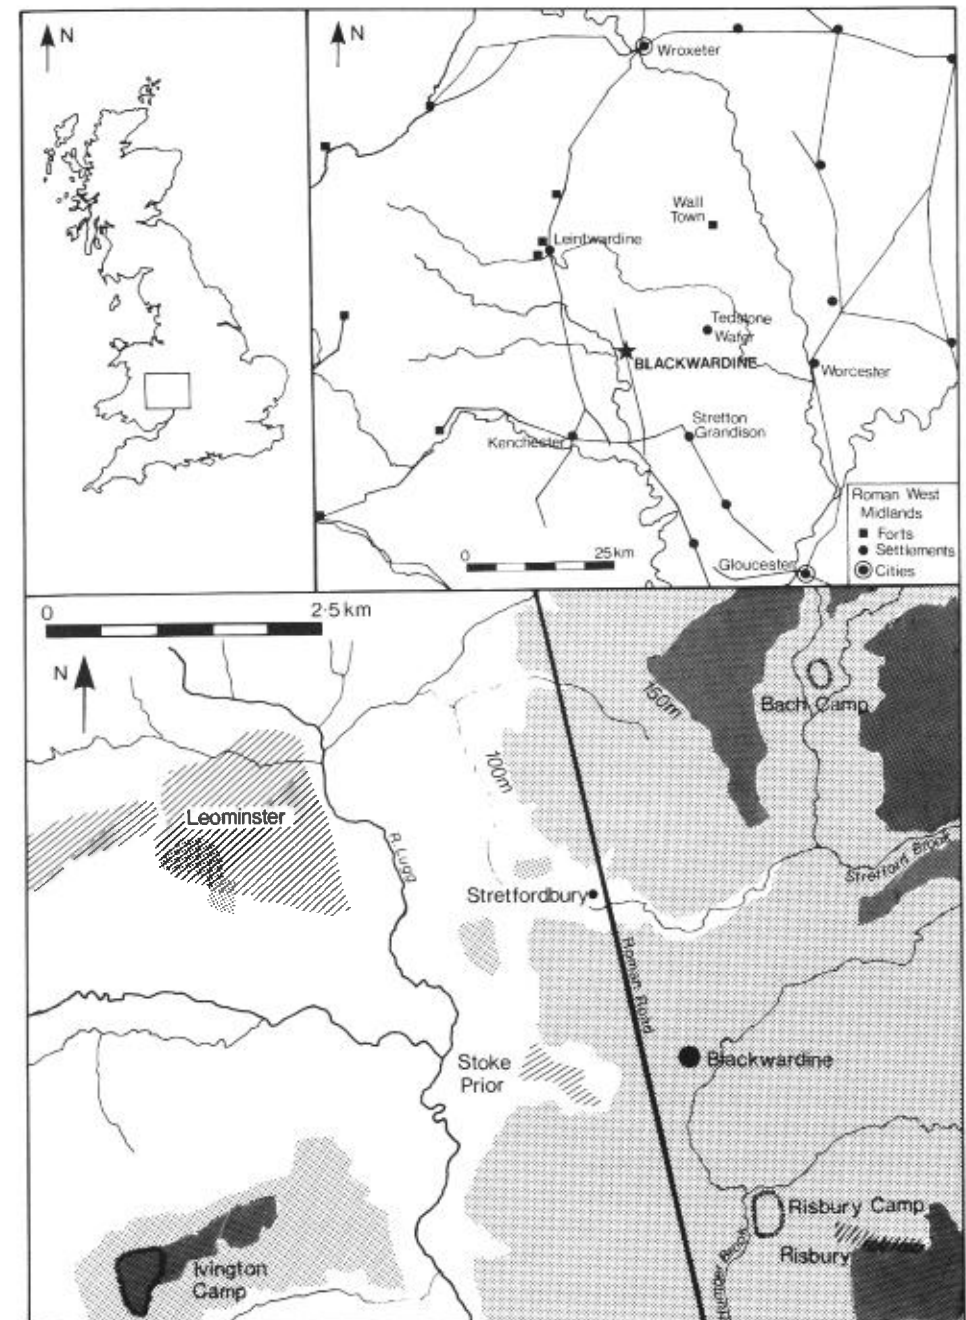 N
N
Wroxeter
Wall
Town
Leintwardine
Tedstone
Wafer
BLACKWARDINE
Worcester
Stretton
Grandison
Kenchester
Roman West
Midlands
Forts
Settlements
Cities
0 25 km
Gloucester
0 2·5 km
N
150m
Bach Camp
100m
Leominster
R. Lugg
Stretford Brook
Stretfordbury
Roman Road
Stoke
Prior
Blackwardine
Risbury Camp
Risbury
Humber Brook
Ivington
Camp